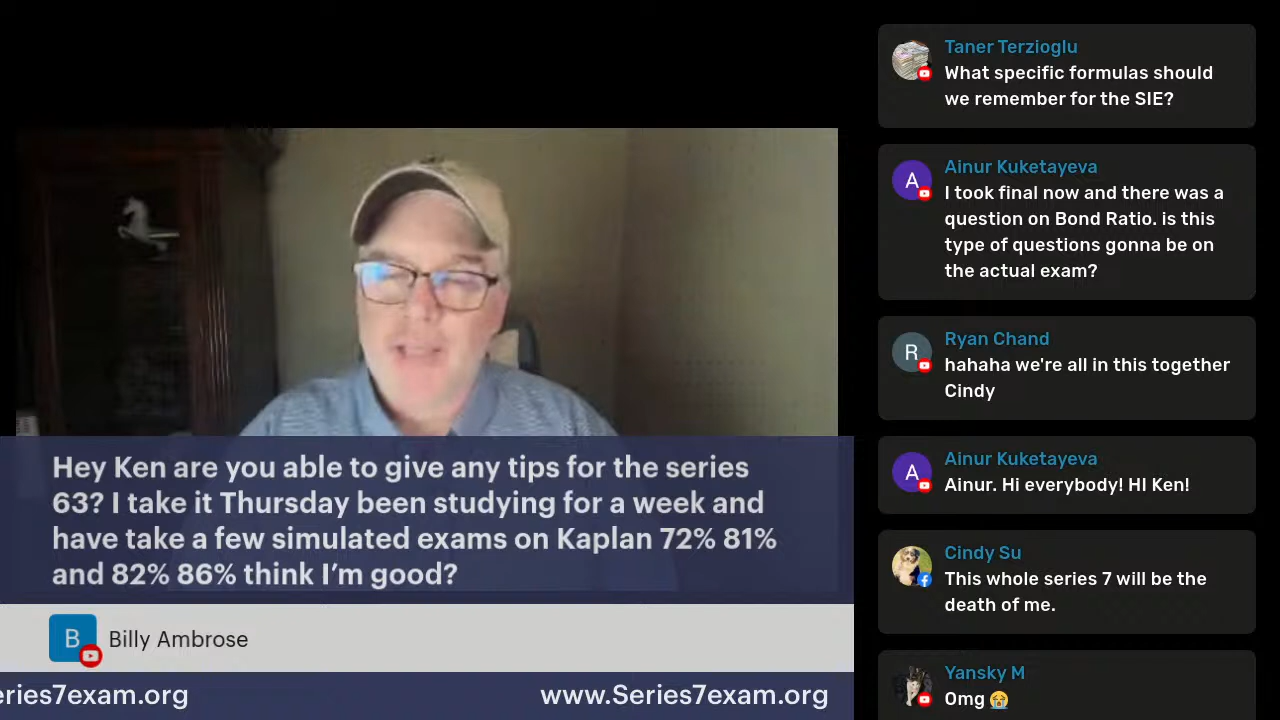 Hey Ken are you able to give any tips for the series
63? I take it Thursday been studying for a week and
have take a few simulated exams on Kaplan 72% 81%
and 82% 86% think I'm good?
B
Billy Ambrose
eries7exam.org
www.Series7exam.org
Taner Terzioglu
What specific formulas should
we remember for the SIE?
A
Ainur Kuketayeva
I took final now and there was a
question on Bond Ratio. is this
type of questions gonna be on
the actual exam?
R
Ryan Chand
hahaha we're all in this together
Cindy
A
Ainur Kuketayeva
Ainur. Hi everybody! HI Ken!
Cindy Su
This whole series 7 will be the
death of me.
Yansky M
Omg 😭